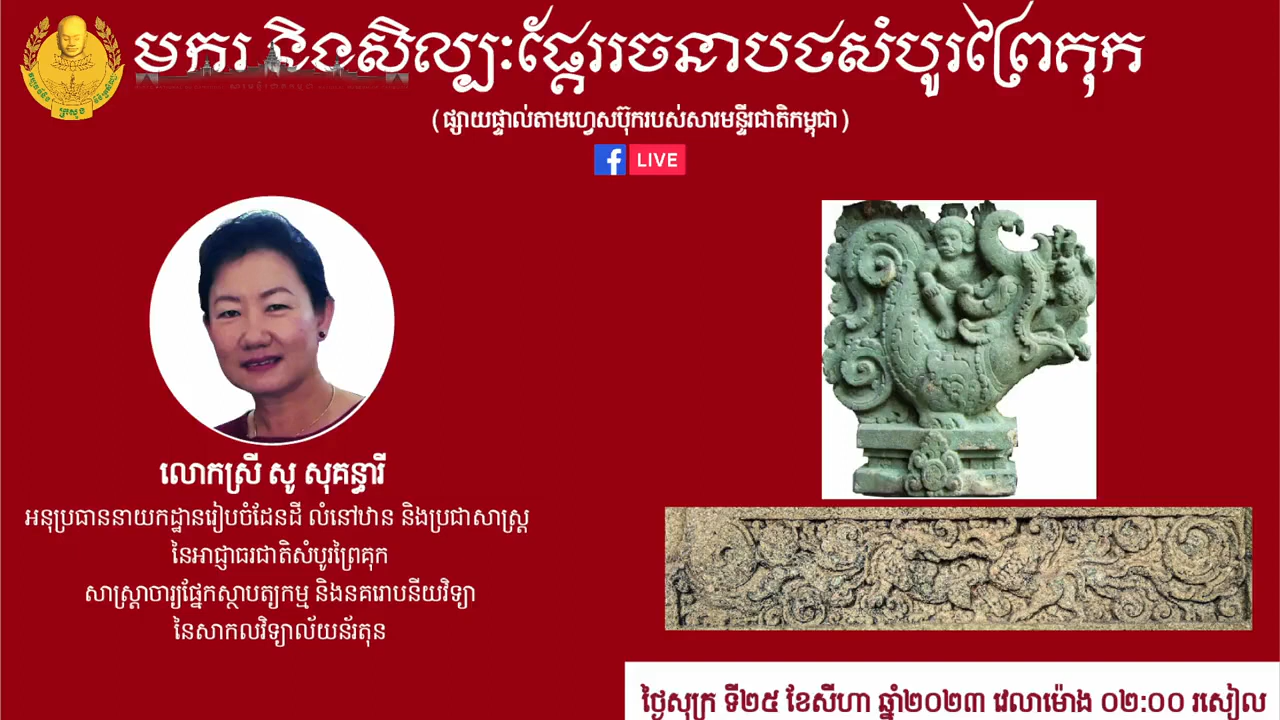 មករ និងសិល្បៈផ្តែររចនាបថសំបូរព្រៃគុក
(ផ្សាយផ្ទាល់តាមហ្វេសប៊ុករបស់សារមន្ទីរជាតិកម្ពុជា)
f LIVE
លោកស្រី សូ សុគន្ធារី
អនុប្រធាននាយកដ្ឋានរៀបចំដែនដី លំនៅឋាន និងប្រជាសាស្ត្រ
នៃអាជ្ញាធរជាតិសំបូរព្រៃគុក
សាស្ត្រាចារ្យផ្នែកស្ថាបត្យកម្ម និងនគរោបនីយវិទ្យា
នៃសាកលវិទ្យាល័យន័រតុន
ថ្ងៃសុក្រ ទី២៥ ខែសីហា ឆ្នាំ២០២៣ វេលាម៉ោង ០២:០០ រសៀល